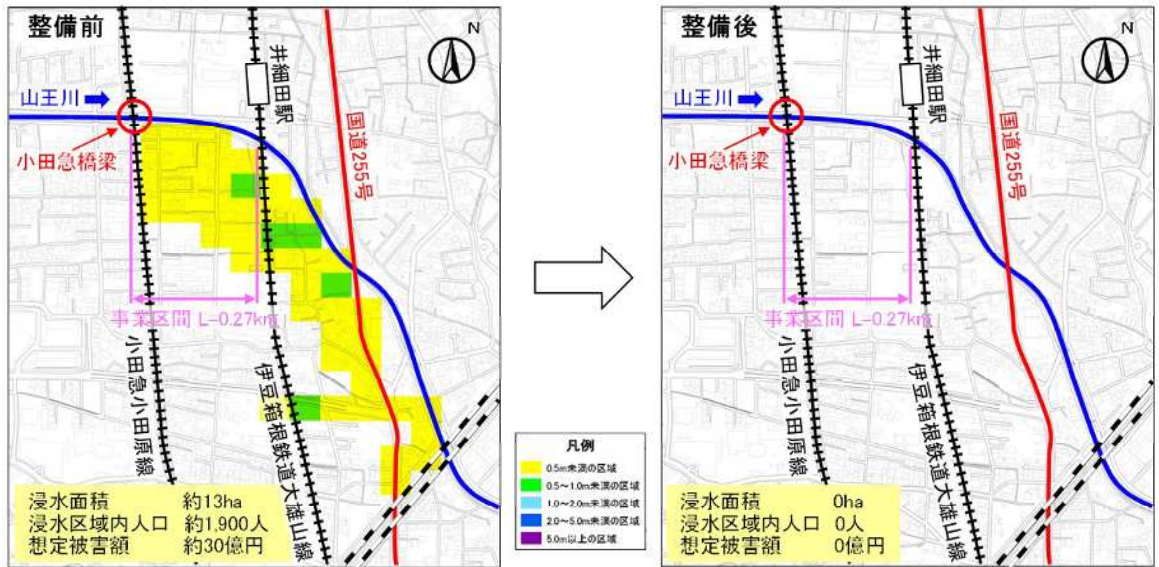 整備前
N
山王川
小田急橋梁
井細田駅
国道255号
事業区間 L=0.27km
小田急小田原線
伊豆箱根鉄道大雄山線
浸水面積 約13ha
浸水区域内人口 約1,900人
想定被害額 約30億円
凡例
0.5m未満の区域
0.5～1.0m未満の区域
1.0～2.0m未満の区域
2.0～5.0m未満の区域
5.0m以上の区域
整備後
N
山王川
小田急橋梁
井細田駅
国道255号
事業区間 L=0.27km
小田急小田原線
伊豆箱根鉄道大雄山線
浸水面積 0ha
浸水区域内人口 0人
想定被害額 0億円